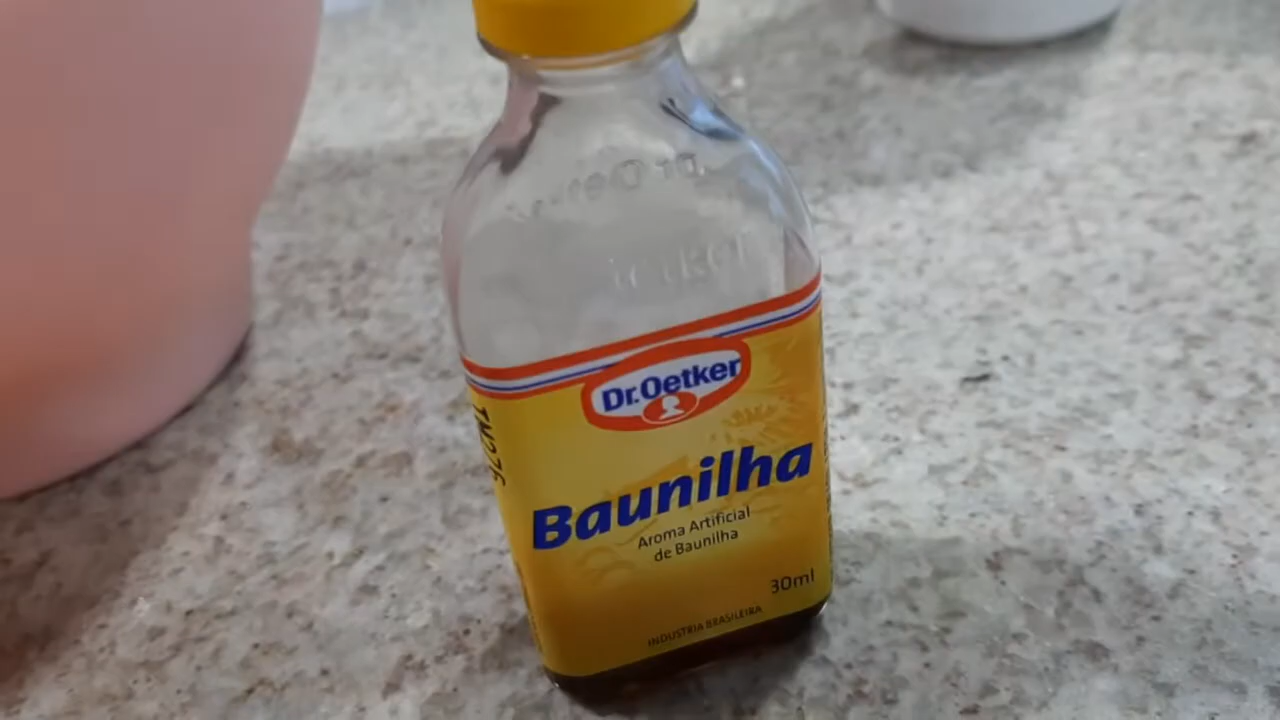 Dr.Oetker
Baunilha
Aroma Artificial
de Baunilha
30ml
INDUSTRIA BRASILEIRA